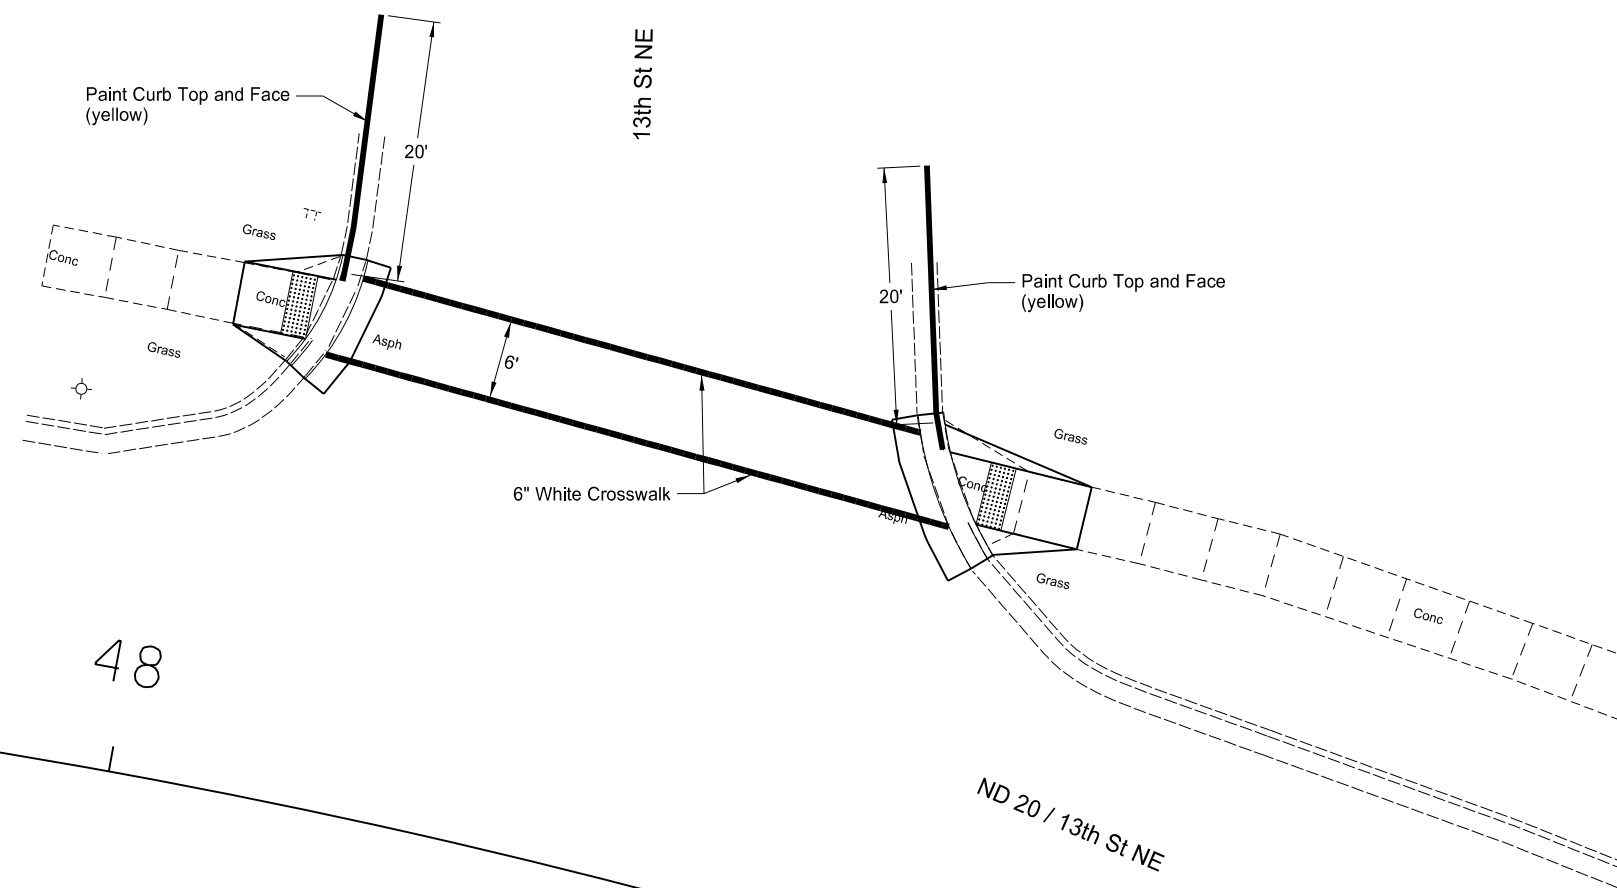 13th St NE
Paint Curb Top and Face
(yellow)
20'
Grass
Conc
Conc
Grass
Asph
6'
20'
Paint Curb Top and Face
(yellow)
Grass
Conc
Asph
6" White Crosswalk
Grass
Conc
48
ND 20 / 13th St NE